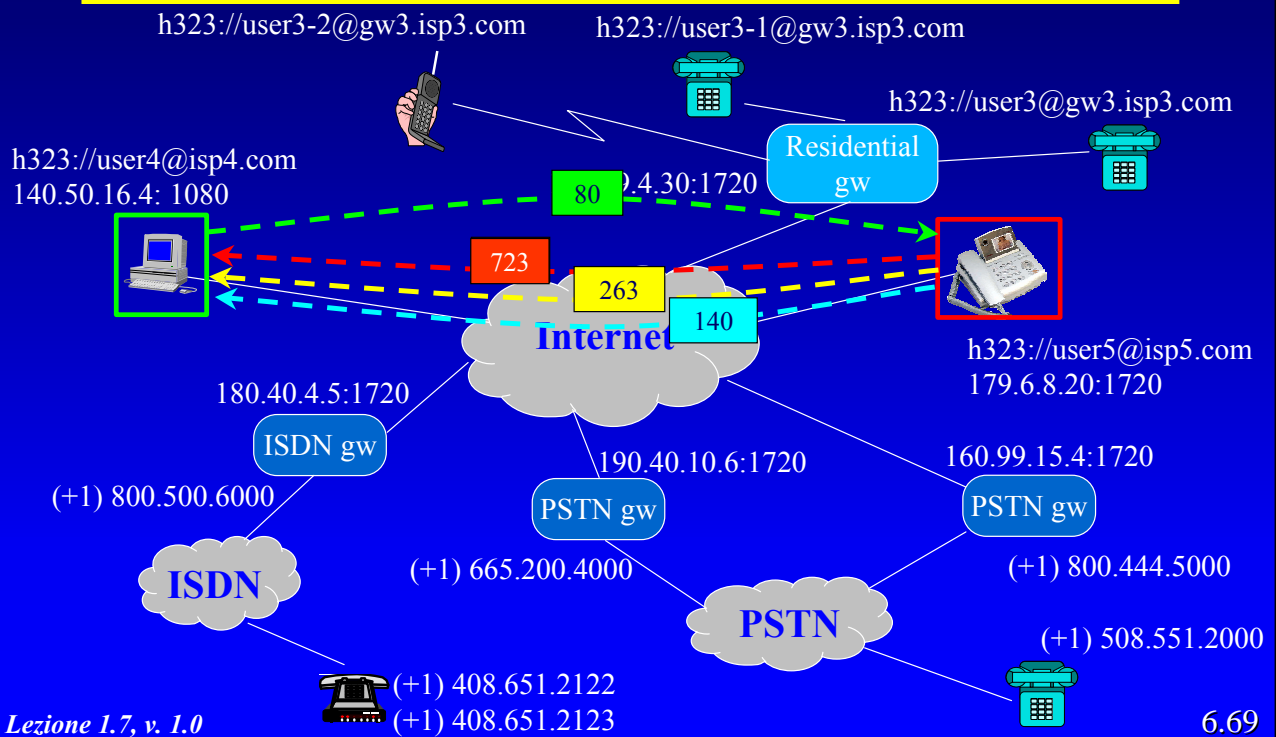 h323://user3-2@gw3.isp3.com
h323://user3-1@gw3.isp3.com
h323://user3@gw3.isp3.com
Residential
gw
h323://user4@isp4.com
140.50.16.4: 1080
9.4.30:1720
80
723
263
140
Internet
h323://user5@isp5.com
179.6.8.20:1720
180.40.4.5:1720
ISDN gw
190.40.10.6:1720
160.99.15.4:1720
(+1) 800.500.6000
PSTN gw
PSTN gw
ISDN
(+1) 665.200.4000
(+1) 800.444.5000
PSTN
(+1) 508.551.2000
(+1) 408.651.2122
(+1) 408.651.2123
Lezione 1.7, v. 1.0
6.69